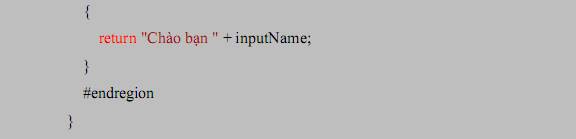 {
return "Chào bạn " + inputName;
}
#endregion
}